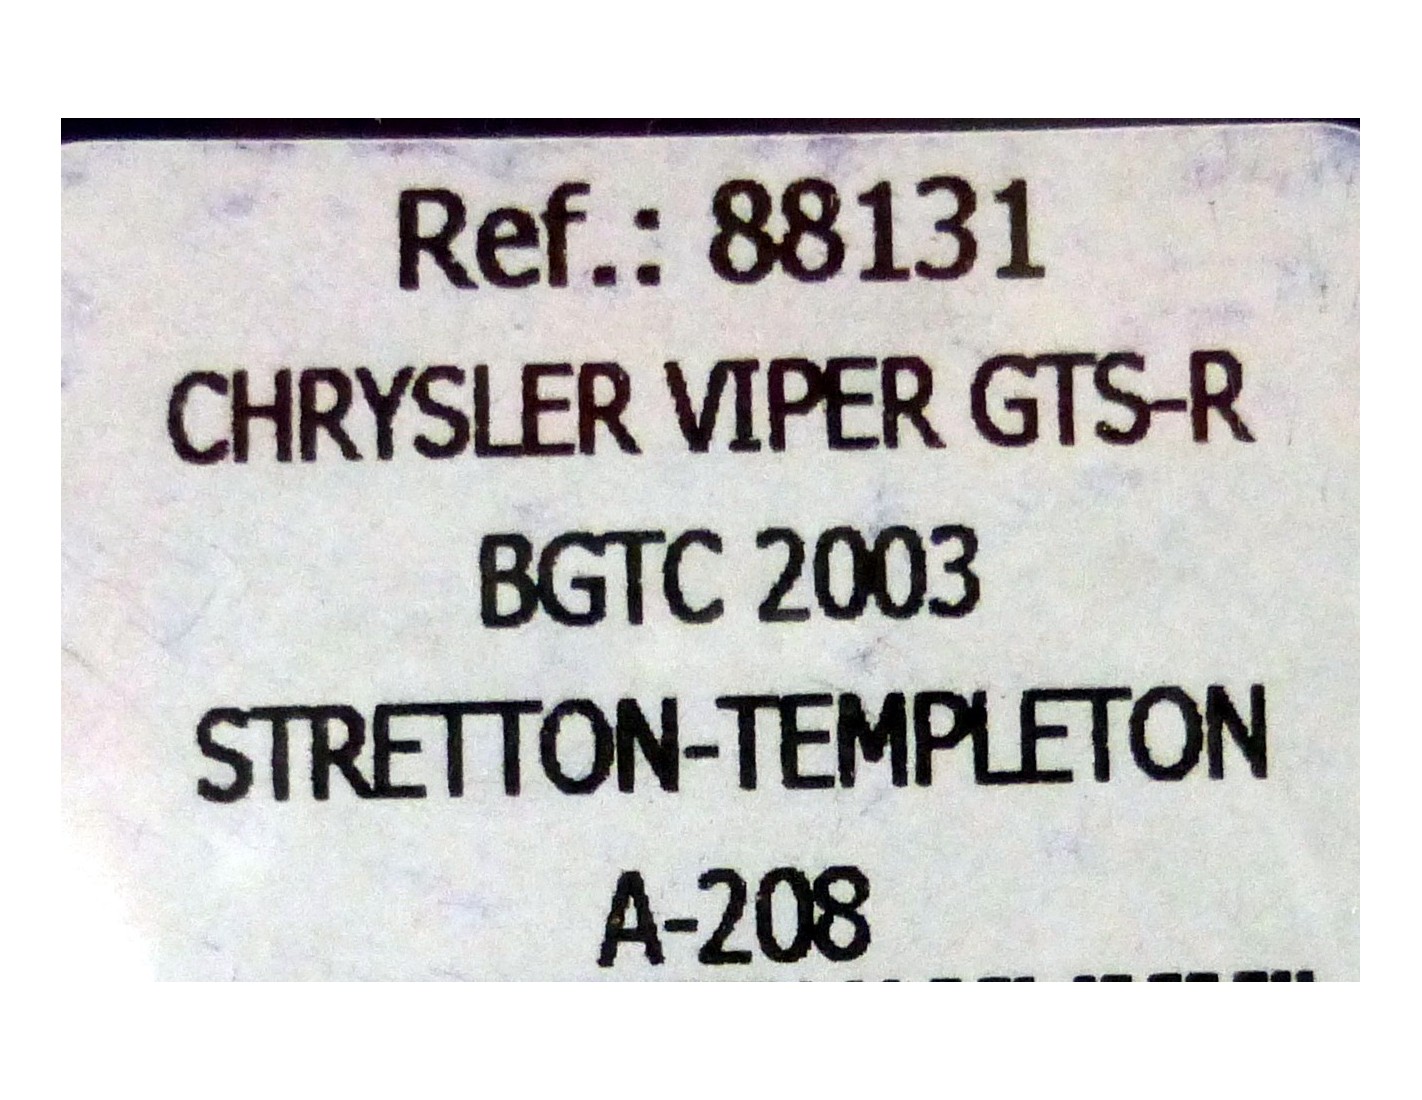 Ref.: 88131
CHRYSLER VIPER GTS-R
BGTC 2003
STRETTON-TEMPLETON
A-208